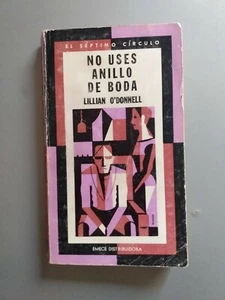 EL SÉPTIMO CÍRCULO
NO USES
ANILLO
DE BODA
LILLIAN O'DONNELL
EMECÉ DISTRIBUIDORA